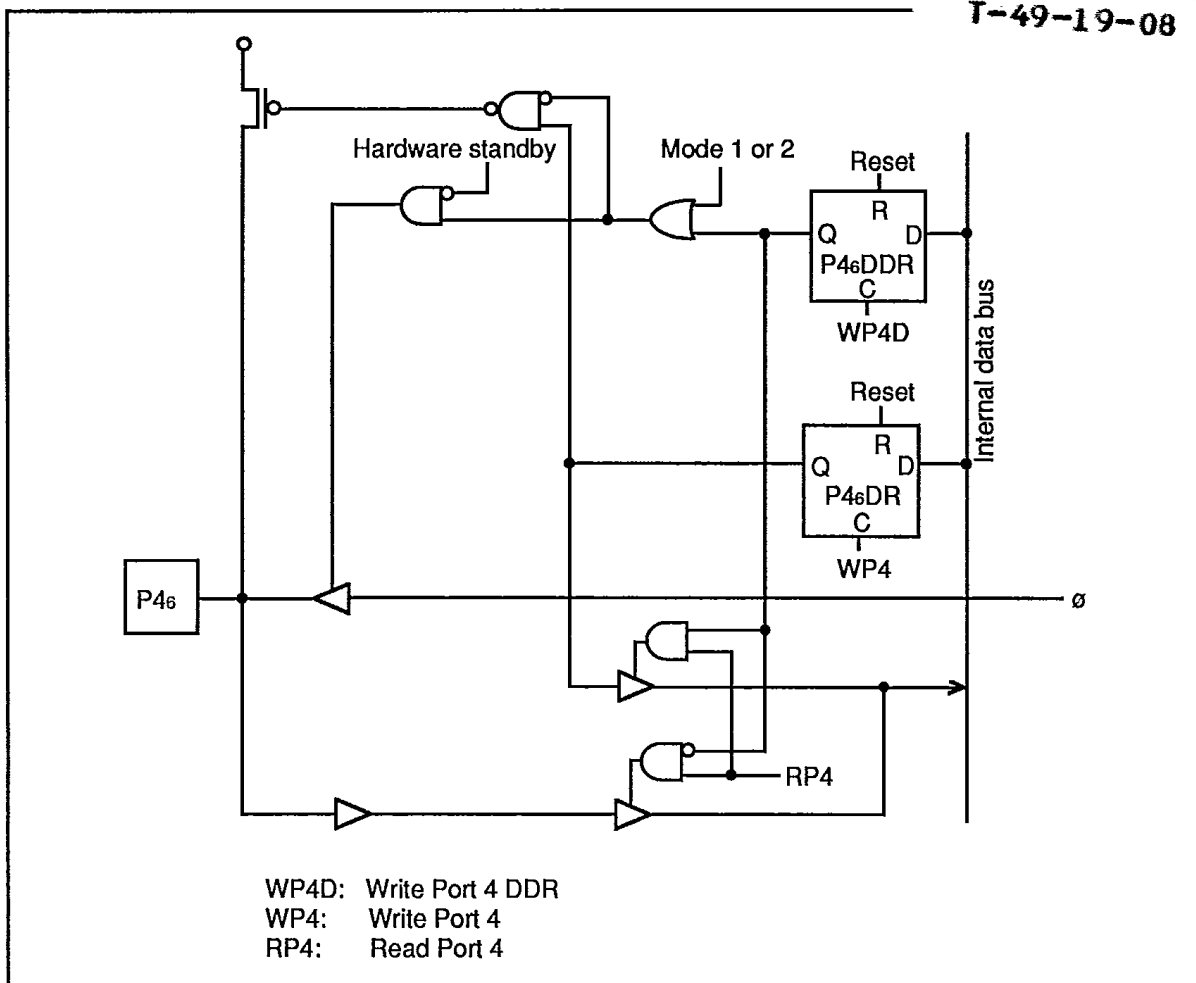 T-49-19-08
Hardware standby
Mode 1 or 2
Reset
R
Q
D
P46DDR
C
WP4D
Internal data bus
Reset
R
Q
D
P46DR
C
WP4
P46
ø
RP4
WP4D: Write Port 4 DDR
WP4: Write Port 4
RP4: Read Port 4